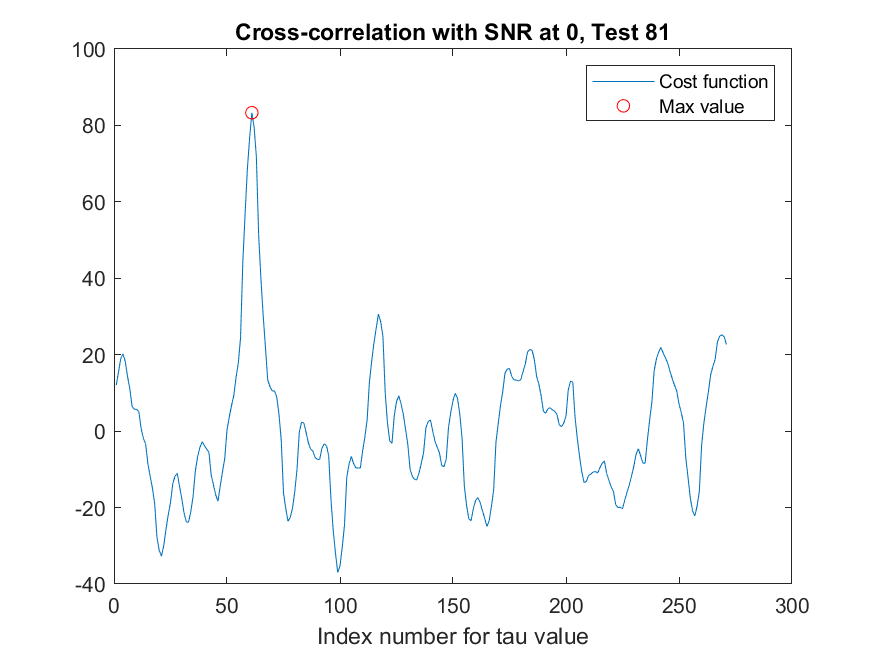 Cross-correlation with SNR at 0, Test 81
100
80
60
40
20
0
-20
-40
0 50 100 150 200 250 300
Index number for tau value
Cost function
Max value